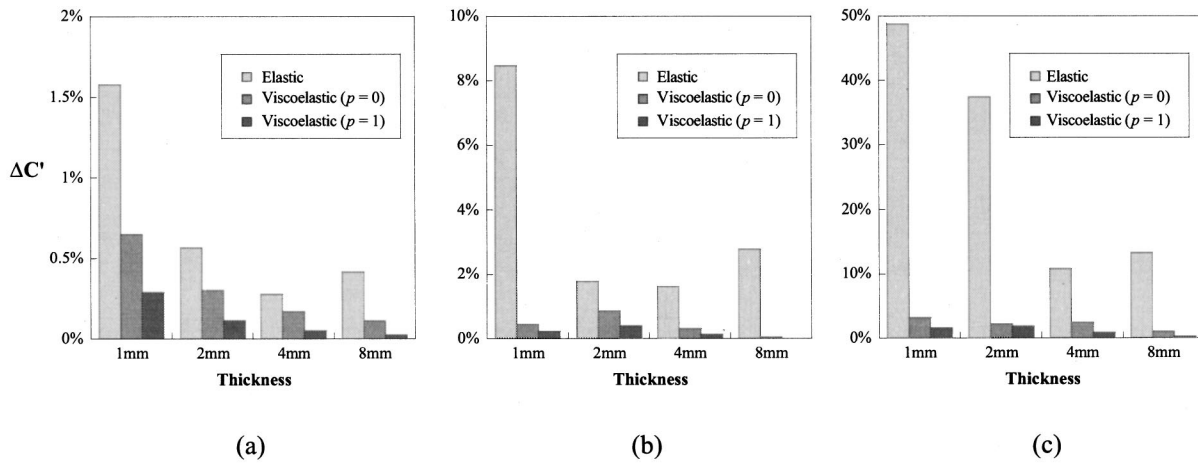 2%
1.5%
1%
0.5%
0%
ΔC'
Elastic
Viscoelastic (p = 0)
Viscoelastic (p = 1)
1mm 2mm 4mm 8mm
Thickness
(a)
10%
8%
6%
4%
2%
0%
Elastic
Viscoelastic (p = 0)
Viscoelastic (p = 1)
1mm 2mm 4mm 8mm
Thickness
(b)
50%
40%
30%
20%
10%
0%
Elastic
Viscoelastic (p = 0)
Viscoelastic (p = 1)
1mm 2mm 4mm 8mm
Thickness
(c)